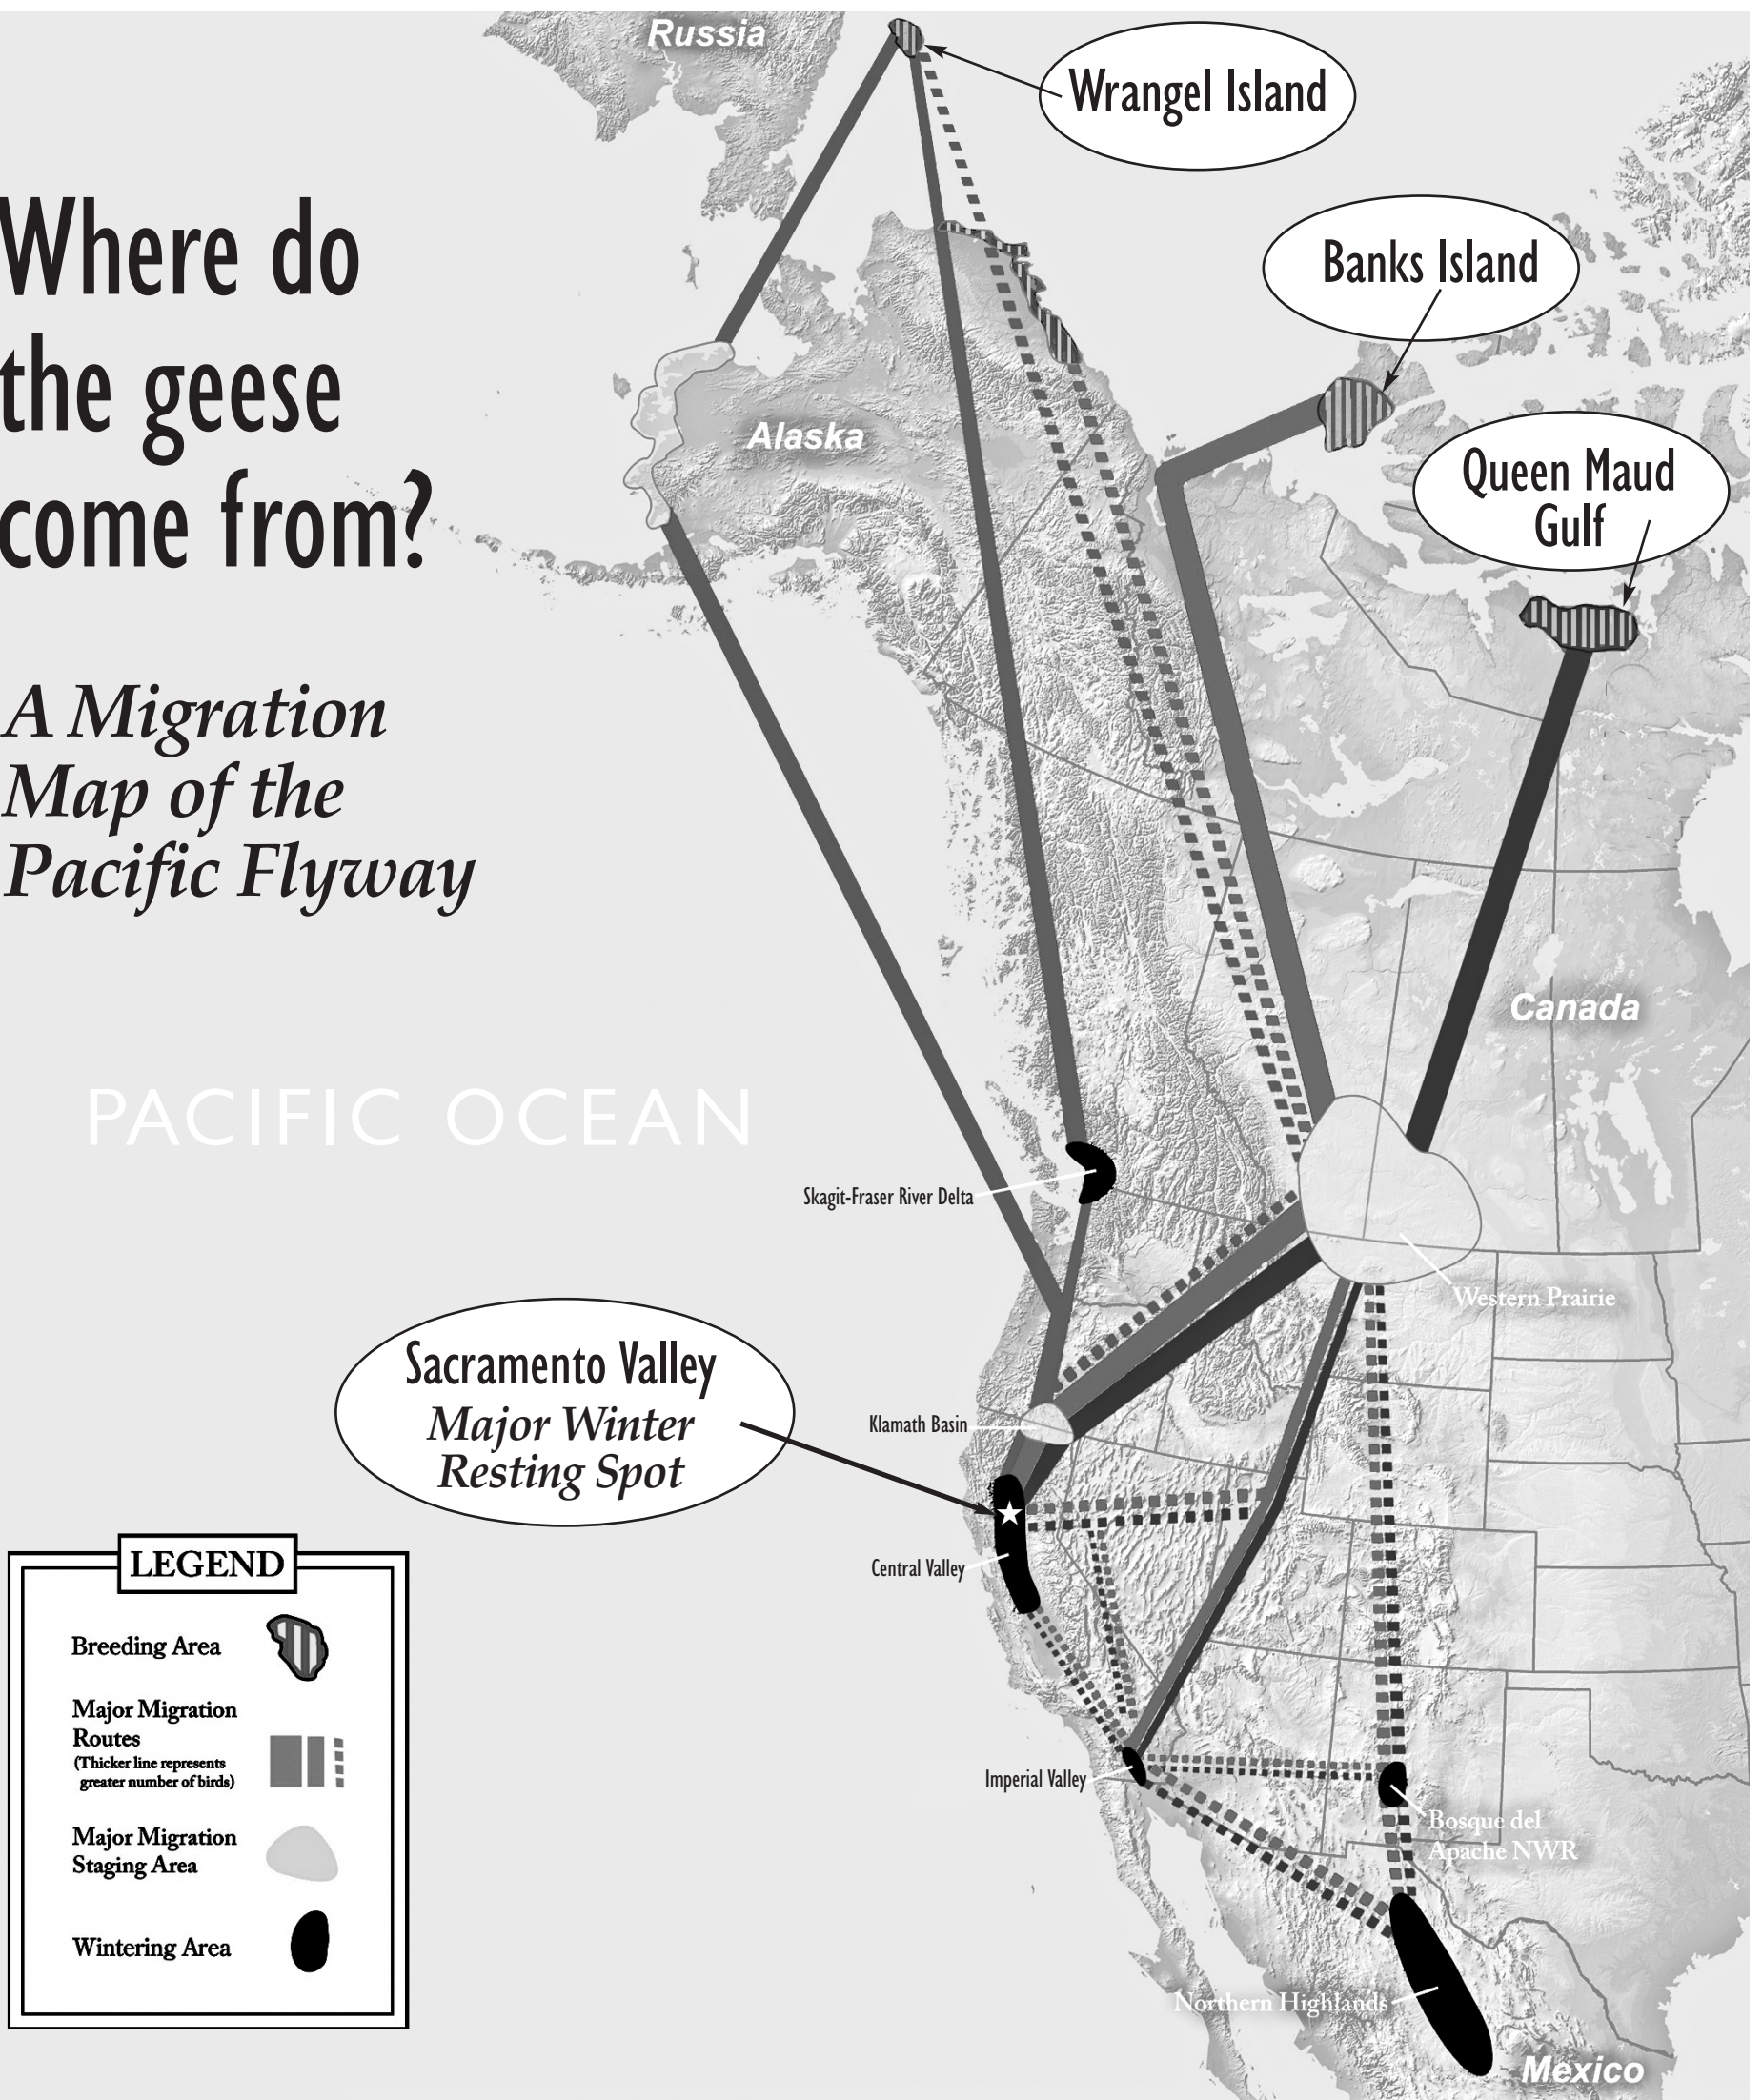 Russia
Wrangel Island
Where do
the geese
come from?
Banks Island
Alaska
Queen Maud
Gulf
A Migration
Map of the
Pacific Flyway
Canada
PACIFIC OCEAN
Skagit-Fraser River Delta
Western Prairie
Sacramento Valley
Major Winter
Resting Spot
Klamath Basin
Central Valley
LEGEND
Breeding Area
Major Migration
Routes
(Thicker line represents
greater number of birds)
Major Migration
Staging Area
Wintering Area
Imperial Valley
Bosque del
Apache NWR
Northern Highlands
Mexico